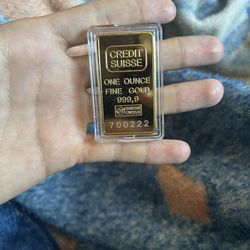 CREDIT
SUISSE
ONE OUNCE
FINE GOLD
999,9
700222